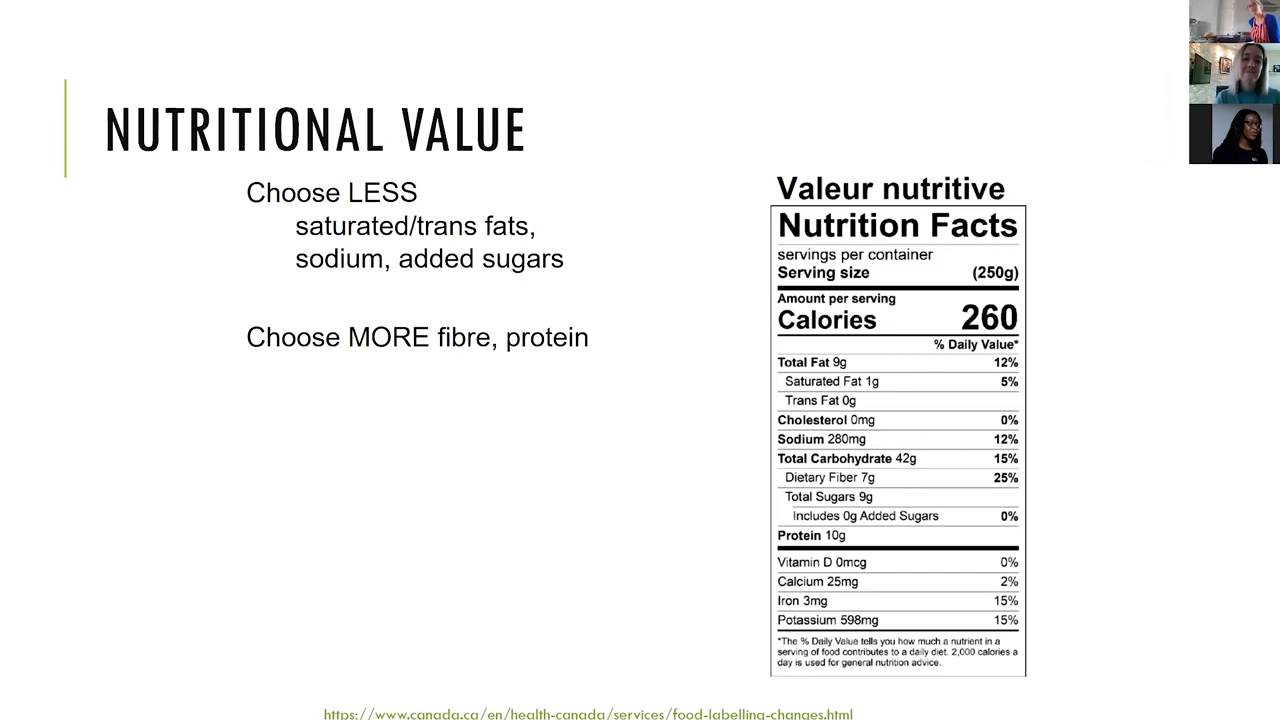 NUTRITIONAL VALUE
Choose LESS
saturated/trans fats,
sodium, added sugars
Choose MORE fibre, protein
Valeur nutritive
Nutrition Facts
servings per container
Serving size (250g)
Amount per serving
Calories 260
% Daily Value*
Total Fat 9g 12%
Saturated Fat 1g 5%
Trans Fat 0g
Cholesterol 0mg 0%
Sodium 280mg 12%
Total Carbohydrate 42g 15%
Dietary Fiber 7g 25%
Total Sugars 9g
Includes 0g Added Sugars 0%
Protein 10g
Vitamin D 0mcg 0%
Calcium 25mg 2%
Iron 3mg 15%
Potassium 598mg 15%
*The % Daily Value tells you how much a nutrient in a
serving of food contributes to a daily diet. 2,000 calories a
day is used for general nutrition advice.
https://www.canada.ca/en/health-canada/services/food-labelling-changes.html